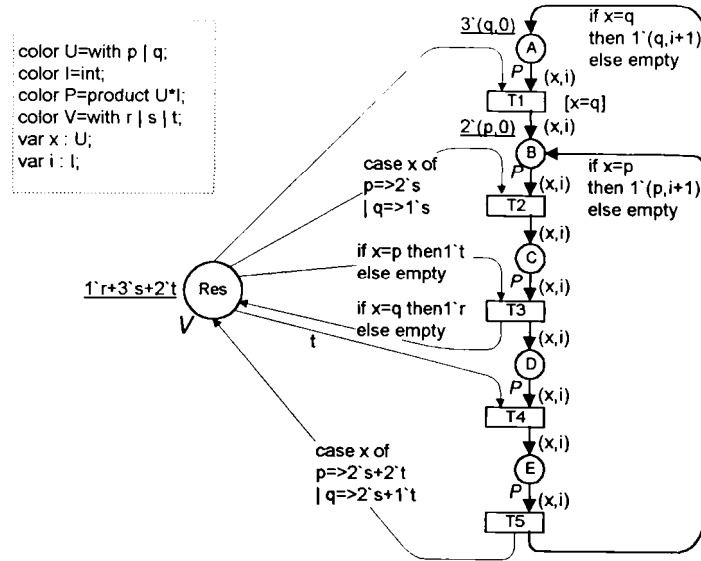 color U=with p | q;
color I=int;
color P=product U*I;
color V=with r | s | t;
var x : U;
var i : I;
3`(q,0)
A
if x=q
then 1`(q,i+1)
else empty
P
(x,i)
T1
[x=q]
2`(p,0)
(x,i)
B
if x=p
then 1`(p,i+1)
else empty
case x of
p=>2`s
| q=>1`s
P
(x,i)
T2
(x,i)
C
if x=p then1`t
else empty
P
(x,i)
1`r+3`s+2`t
Res
V
T3
if x=q then1`r
else empty
(x,i)
t
D
P
(x,i)
T4
(x,i)
case x of
p=>2`s+2`t
| q=>2`s+1`t
E
P
(x,i)
T5